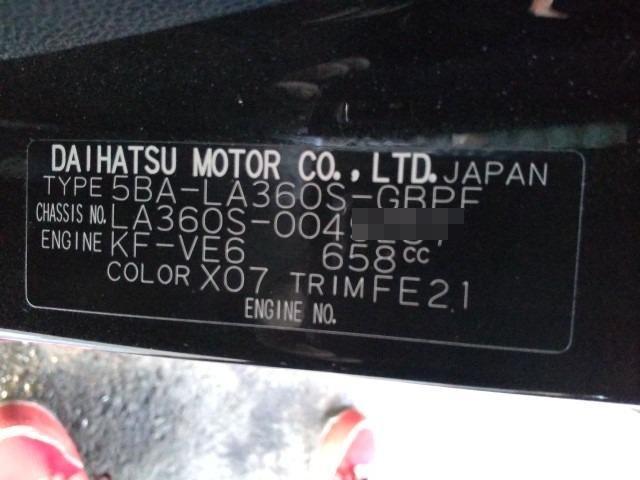 DAIHATSU MOTOR CO., LTD. JAPAN
TYPE 5BA-LA360S-GBPF
CHASSIS NO. LA360S-004
ENGINE KF-VE6 658cc
COLOR X07 TRIM FE21
ENGINE NO.